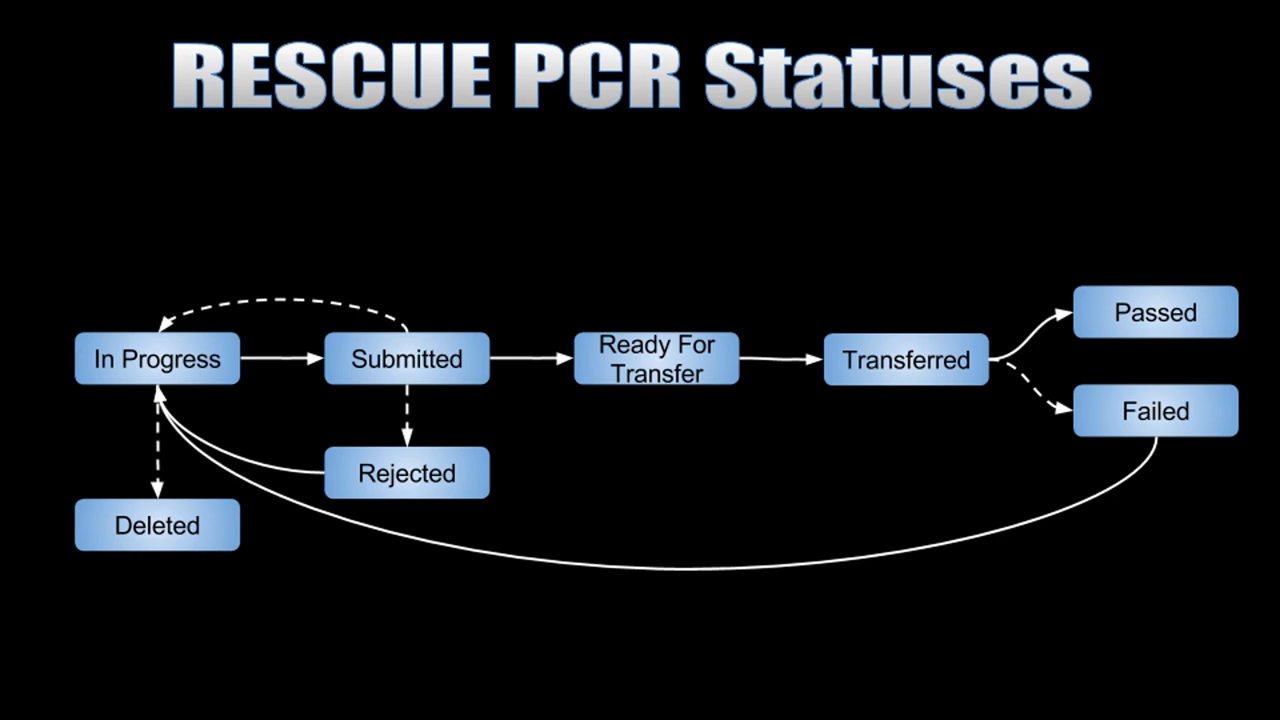 RESCUE PCR Statuses
Passed
In Progress
Submitted
Ready For
Transfer
Transferred
Failed
Rejected
Deleted